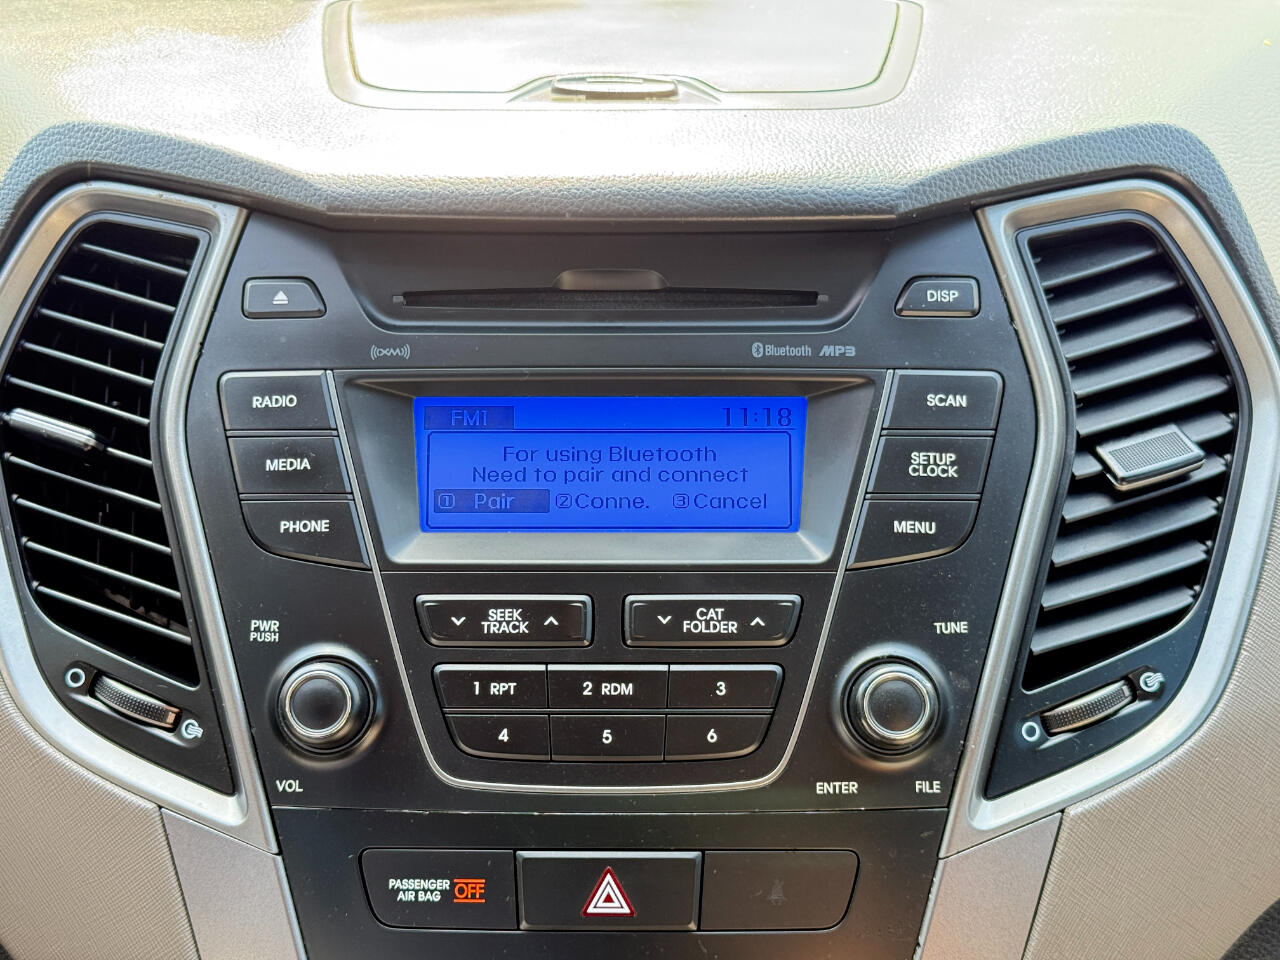 DISP
((XM))
Bluetooth MP3
RADIO
MEDIA
PHONE
FM1 11:18
For using Bluetooth
Need to pair and connect
1 Pair 2 Conne. 3 Cancel
SCAN
SETUP
CLOCK
MENU
SEEK
TRACK
CAT
FOLDER
PWR
PUSH
TUNE
1 RPT
2 RDM
3
4
5
6
VOL
ENTER
FILE
PASSENGER
AIR BAG OFF